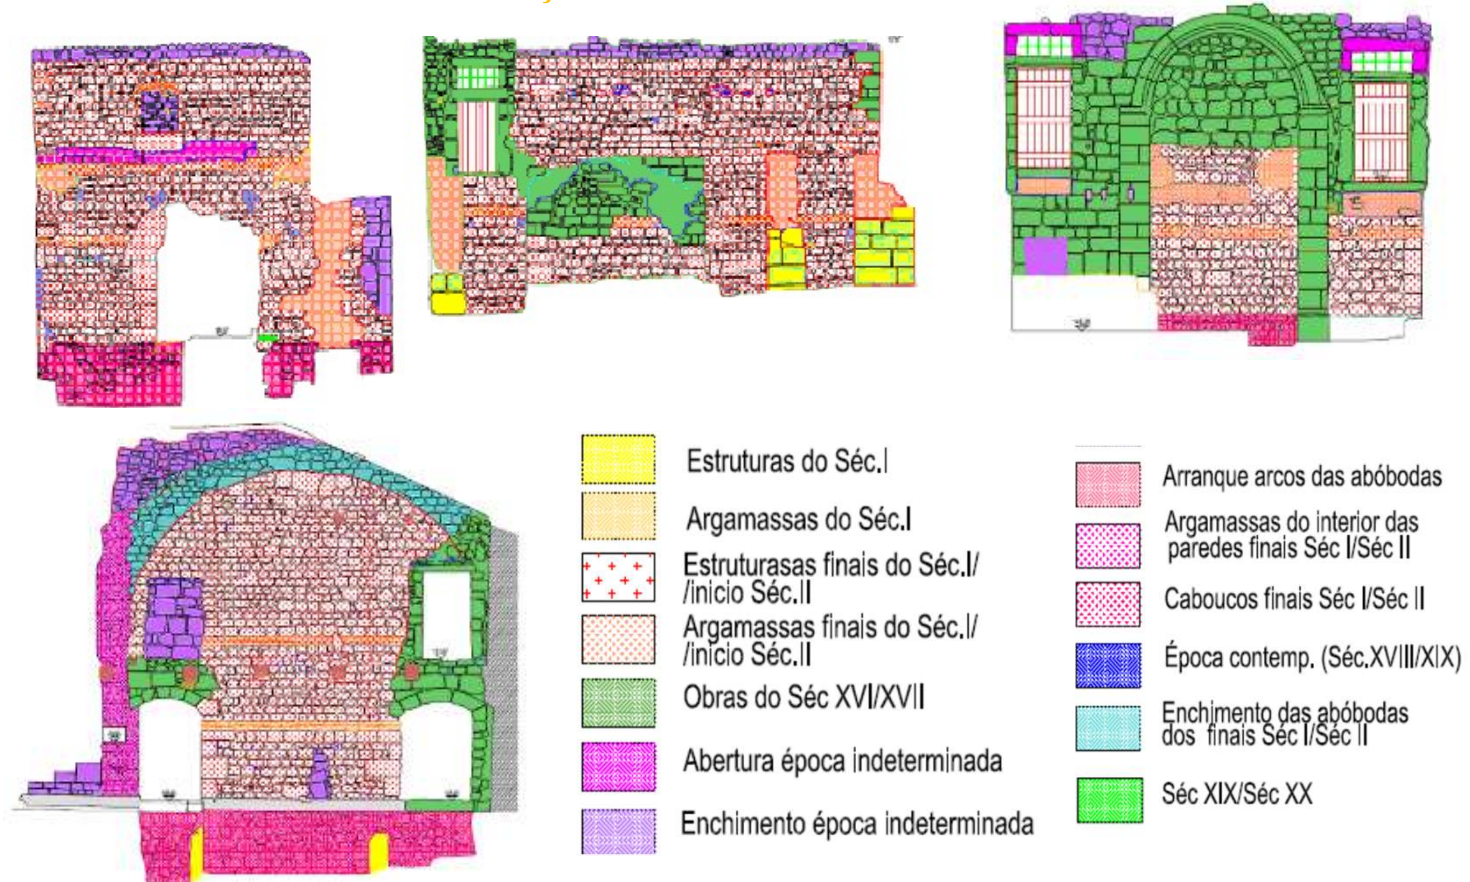 Estruturas do Séc.I
Argamassas do Séc.I
Estruturasas finais do Séc.I/
/inicio Séc.II
Argamassas finais do Séc.I/
/inicio Séc.II
Obras do Séc XVI/XVII
Abertura época indeterminada
Enchimento época indeterminada
Arranque arcos das abóbodas
Argamassas do interior das
paredes finais Séc I/Séc II
Caboucos finais Séc I/Séc II
Época contemp. (Séc.XVIII/XIX)
Enchimento das abóbodas
dos finais Séc I/Séc II
Séc XIX/Séc XX